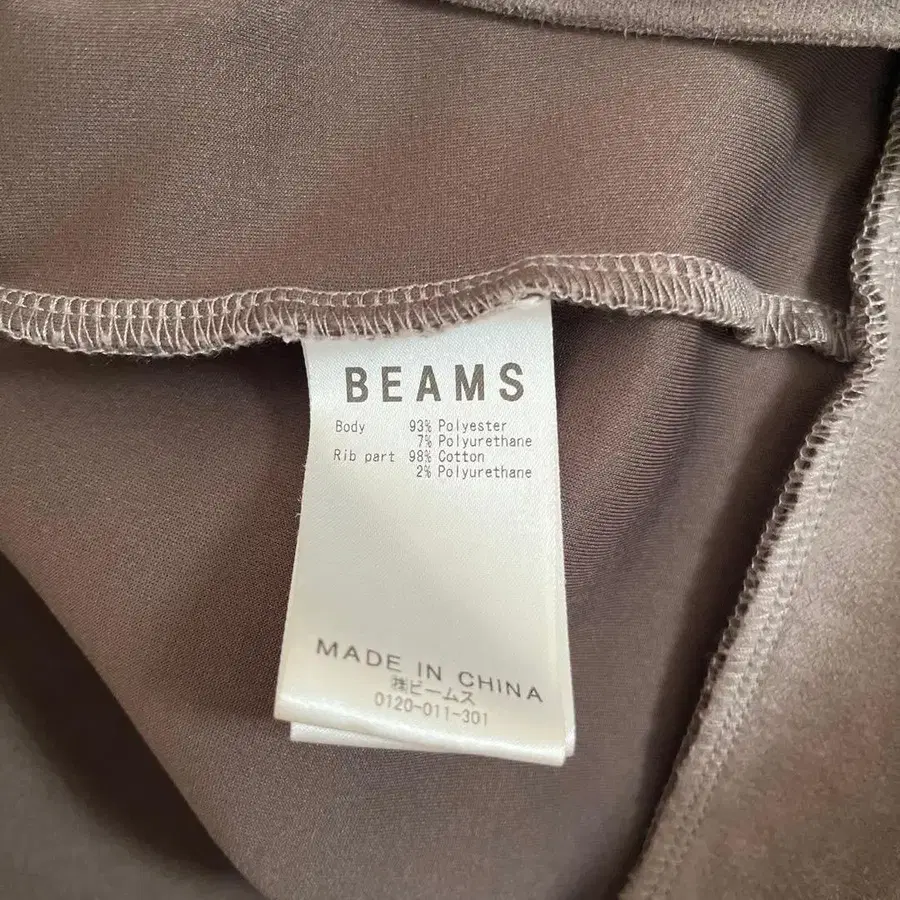 BEAMS
Body 93% Polyester
7% Polyurethane
Rib part 98% Cotton
2% Polyurethane
MADE IN CHINA
㈱ビームス
0120-011-301